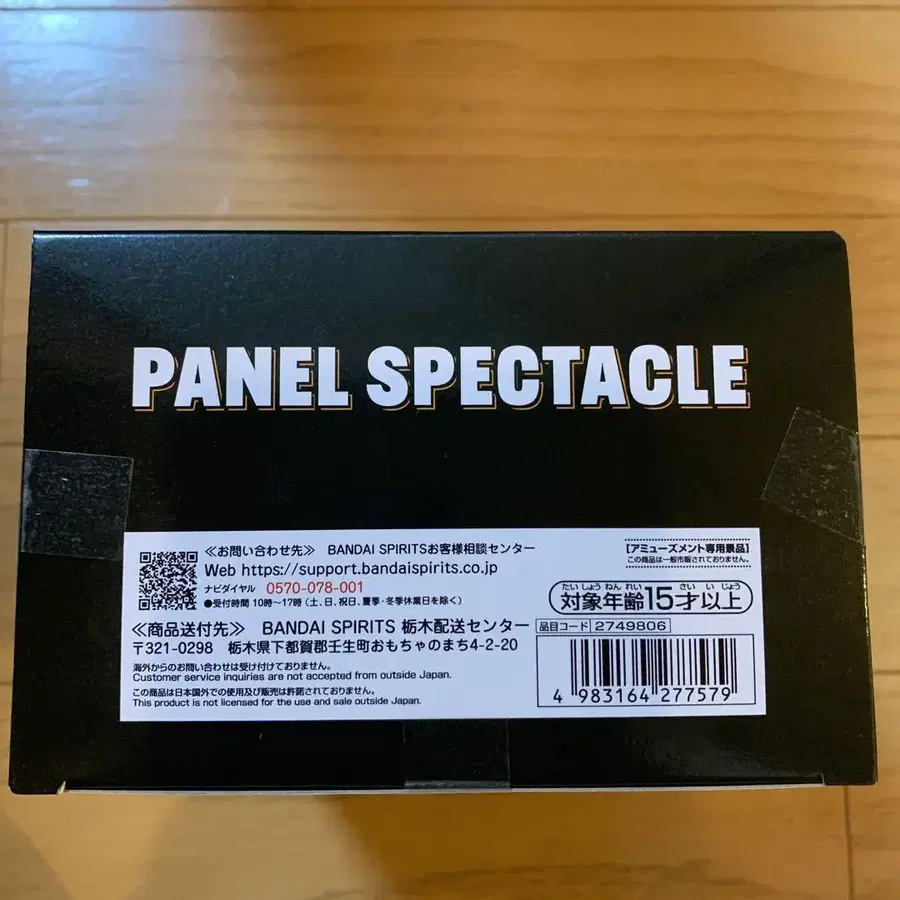 PANEL SPECTACLE
≪お問い合わせ先≫ BANDAI SPIRITSお客様相談センター
Web https://support.bandaispirits.co.jp
ナビダイヤル 0570-078-001
●受付時間 10時~17時(土、日、祝日、夏季・冬季休業日を除く)
≪商品送付先≫ BANDAI SPIRITS 栃木配送センター
〒321-0298 栃木県下都賀郡壬生町おもちゃのまち4-2-20
海外からのお問い合わせは受け付けておりません。
Customer service inquiries are not accepted from outside Japan.
この商品は日本国外での使用及び販売は許諾されておりません。
This product is not licensed for the use and sale outside Japan.
[アミューズメント専用景品]
この商品は一般市販されておりません。
たいしょうねんれい さいいじょう
対象年齢15才以上
品目コード 2749806
4 983164 277579